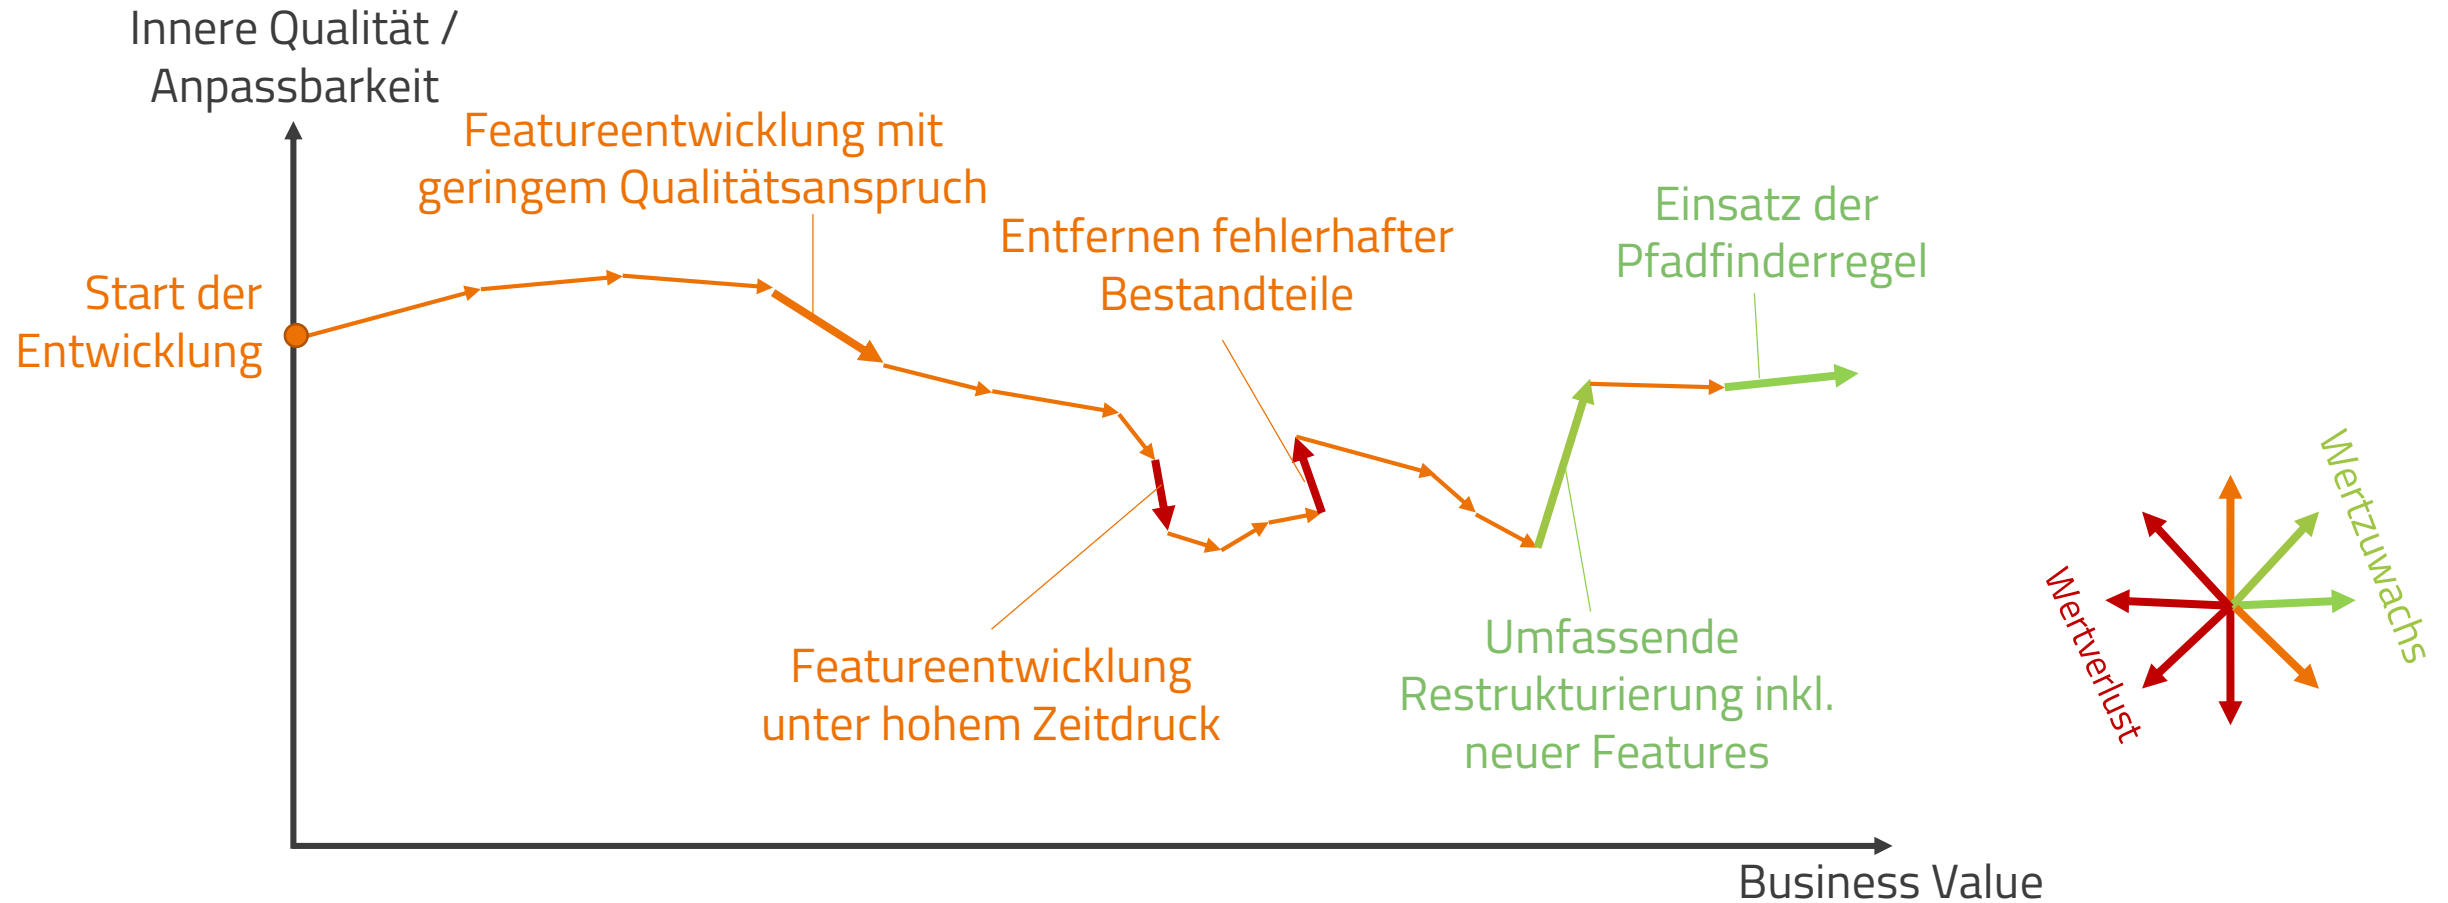 Innere Qualität /
Anpassbarkeit
Featureentwicklung mit
geringem Qualitätsanspruch
Einsatz der
Pfadfinderregel
Entfernen fehlerhafter
Bestandteile
Start der
Entwicklung
Wertzuwachs
Wertverlust
Umfassende
Restrukturierung inkl.
neuer Features
Featureentwicklung
unter hohem Zeitdruck
Business Value